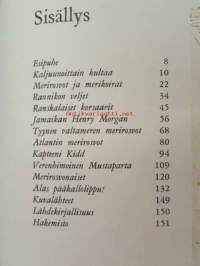 Sisällys
Esipuhe 8
Kaljuunoittain kultaa 10
Merirosvot ja merikoirat 22
Rannikon veljet 34
Ranskalaiset korsaarit 45
Jamaikan Henry Morgan 56
Tyynen valtameren merirosvot 68
Atlantin merirosvot 80
Kapteeni Kidd 94
Verenhimoinen Mustaparta 109
Merirosvonaiset 120
Alas pääkallolippu! 132
Kuvalähteet 149
Lähdekirjallisuus 150
Hakemisto 151